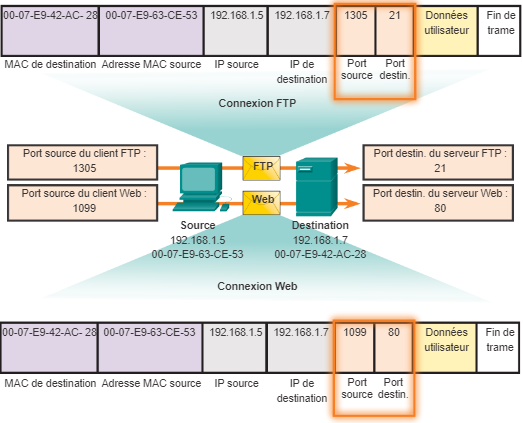 00-07-E9-42-AC- 28 00-07-E9-63-CE-53 192.168.1.5 192.168.1.7 1305 21 Données utilisateur Fin de trame
MAC de destination Adresse MAC source IP source IP de destination Port source Port destin.
Connexion FTP
Port source du client FTP :
1305
FTP
Port destin. du serveur FTP :
21
Port source du client Web :
1099
Web
Port destin. du serveur Web :
80
Source
192.168.1.5
00-07-E9-63-CE-53
Destination
192.168.1.7
00-07-E9-42-AC-28
Connexion Web
00-07-E9-42-AC- 28 00-07-E9-63-CE-53 192.168.1.5 192.168.1.7 1099 80 Données utilisateur Fin de trame
MAC de destination Adresse MAC source IP source IP de destination Port source Port destin.